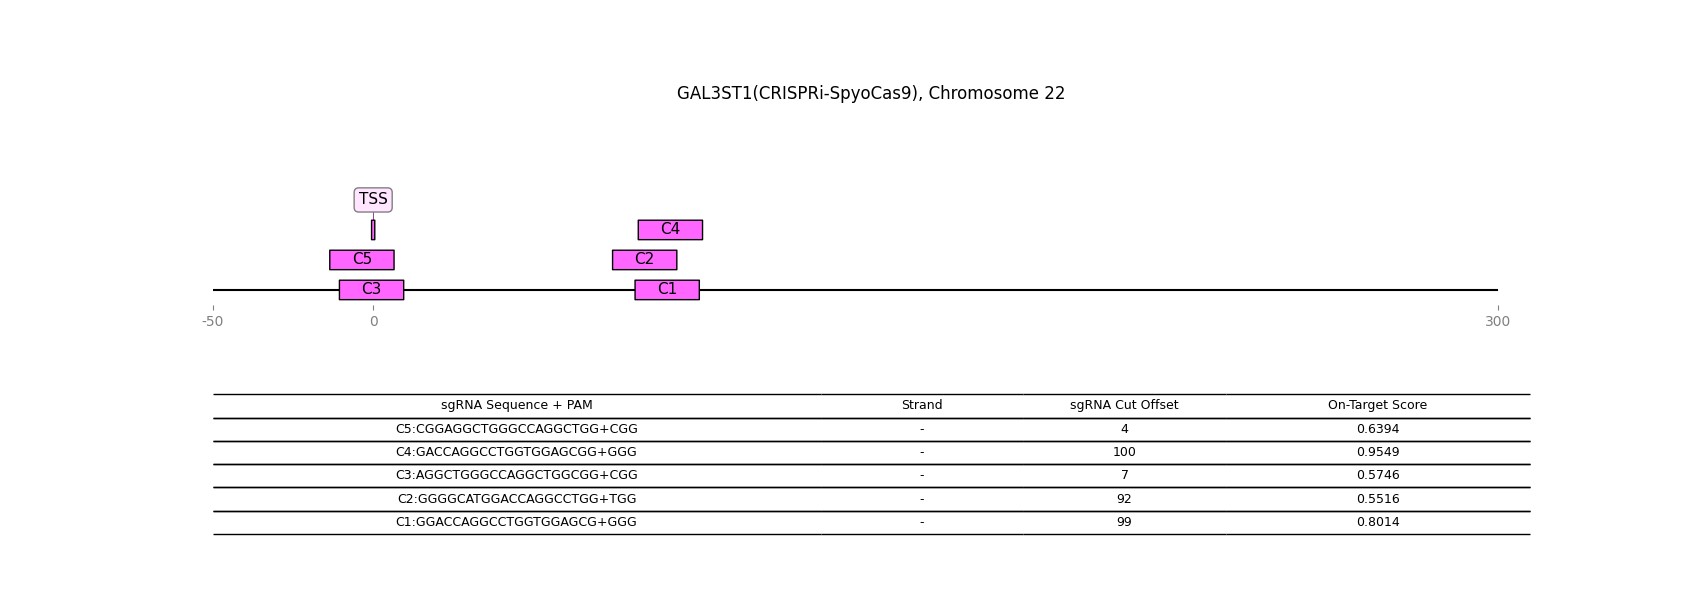 GAL3ST1(CRISPRi-SpyoCas9), Chromosome 22
TSS
C4
C5 C2
C3 C1
-50 0 300
sgRNA Sequence + PAM Strand sgRNA Cut Offset On-Target Score
C5:CGGAGGCTGGGCCAGGCTGG+CGG - 4 0.6394
C4:GACCAGGCCTGGTGGAGCGG+GGG - 100 0.9549
C3:AGGCTGGGCCAGGCTGGCGG+CGG - 7 0.5746
C2:GGGGCATGGACCAGGCCTGG+TGG - 92 0.5516
C1:GGACCAGGCCTGGTGGAGCG+GGG - 99 0.8014